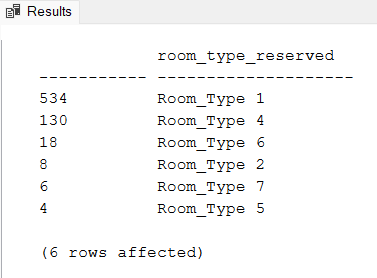 Results
room_type_reserved
----------- -------------------
534 Room_Type 1
130 Room_Type 4
18 Room_Type 6
8 Room_Type 2
6 Room_Type 7
4 Room_Type 5
(6 rows affected)